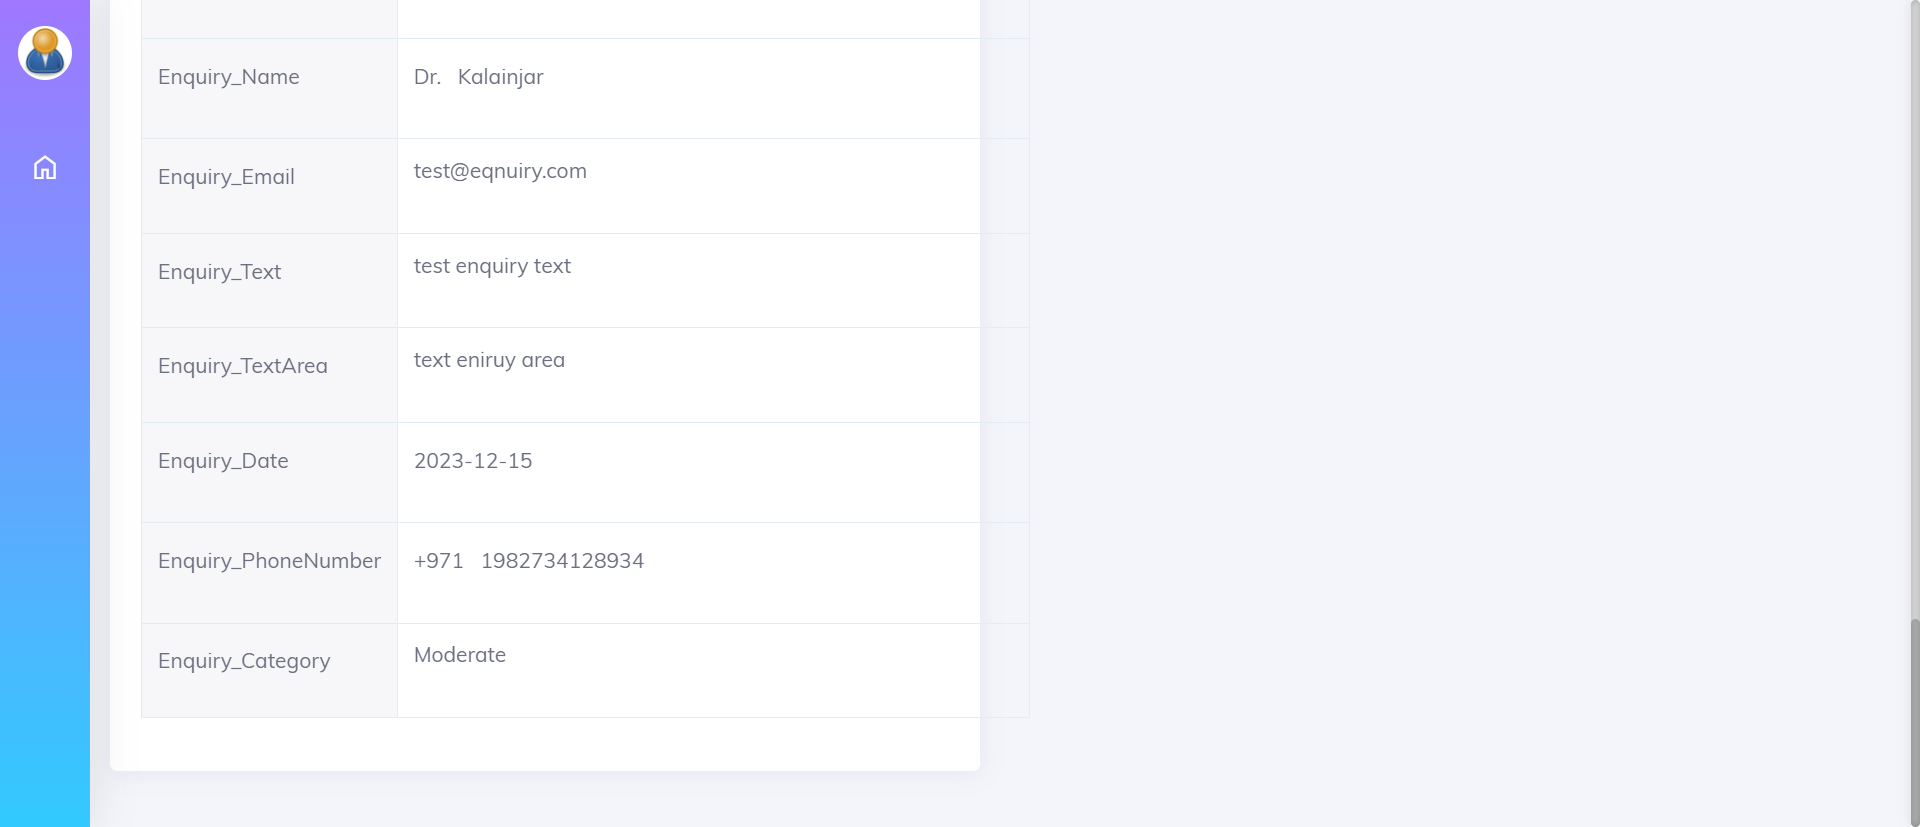 Enquiry_Name Dr. Kalainjar
Enquiry_Email test@eqnuiry.com
Enquiry_Text test enquiry text
Enquiry_TextArea text eniruy area
Enquiry_Date 2023-12-15
Enquiry_PhoneNumber +971 1982734128934
Enquiry_Category Moderate